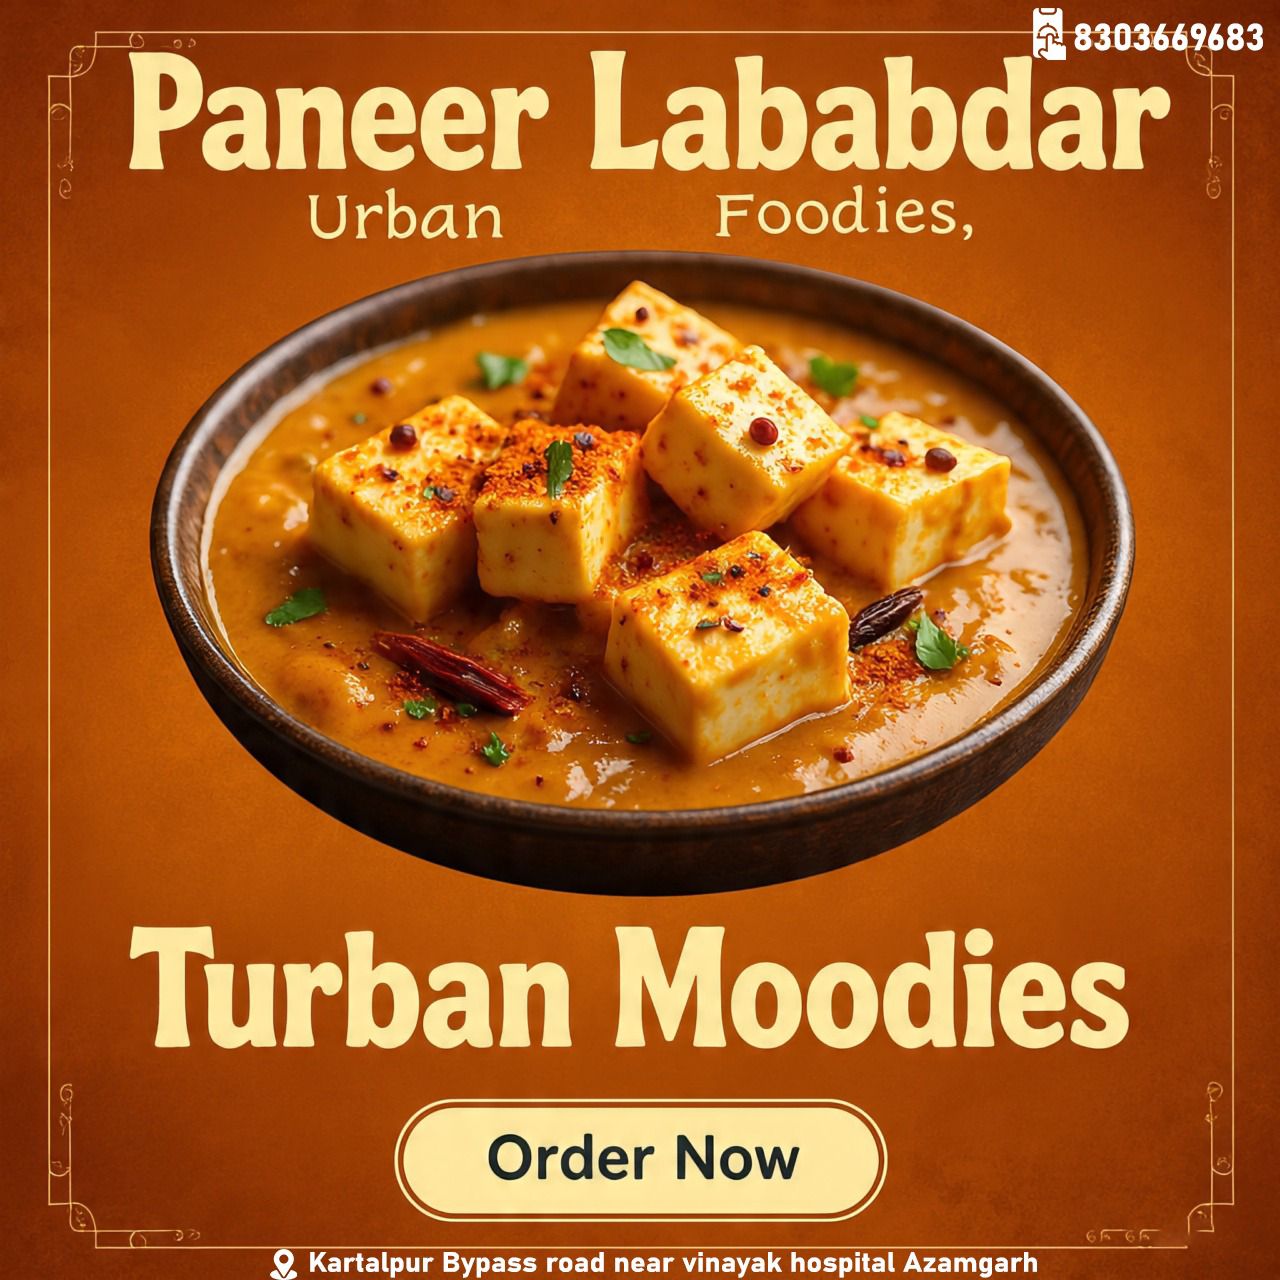 8303669683
Paneer Lababdar
Urban Foodies,
Turban Moodies
Order Now
Kartalpur Bypass road near vinayak hospital Azamgarh